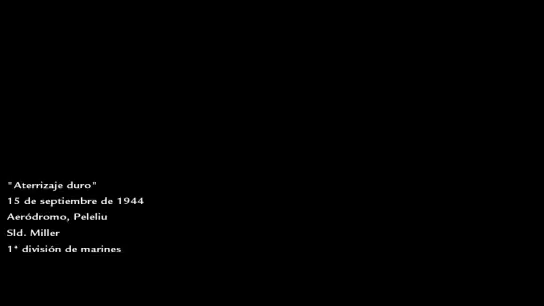 "Aterrizaje duro"
15 de septiembre de 1944
Aeródromo, Peleliu
Sld. Miller
1ª división de marines